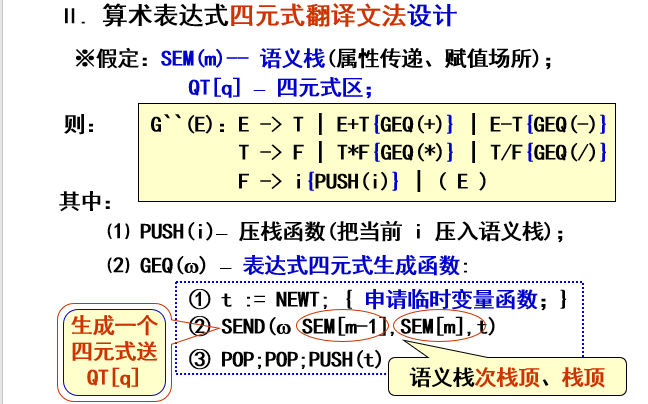 Ⅱ. 算术表达式四元式翻译文法设计
※假定：SEM(m)—— 语义栈(属性传递、赋值场所)；
QT[q] — 四元式区；
则：
G``(E)：E -> T | E+T{GEQ(+)} | E-T{GEQ(-)}
T -> F | T*F{GEQ(*)} | T/F{GEQ(/)}
F -> i{PUSH(i)} | ( E )
其中：
⑴ PUSH(i)— 压栈函数(把当前 i 压入语义栈)；
⑵ GEQ(ω) — 表达式四元式生成函数：
① t := NEWT; { 申请临时变量函数；}
② SEND(ω SEM[m-1],SEM[m],t)
③ POP;POP;PUSH(t)
生成一个
四元式送
QT[q]
语义栈次栈顶、栈顶